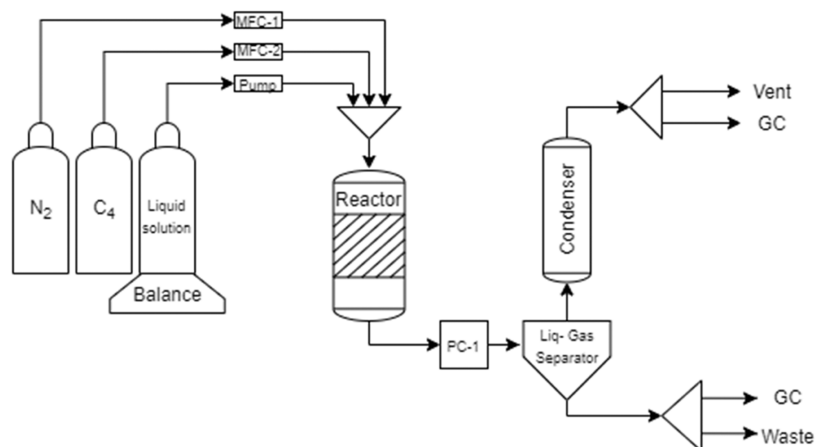 MFC-1
MFC-2
Pump
N2
C4
Liquid
solution
Balance
Reactor
PC-1
Liq- Gas
Separator
Condenser
Vent
GC
GC
Waste